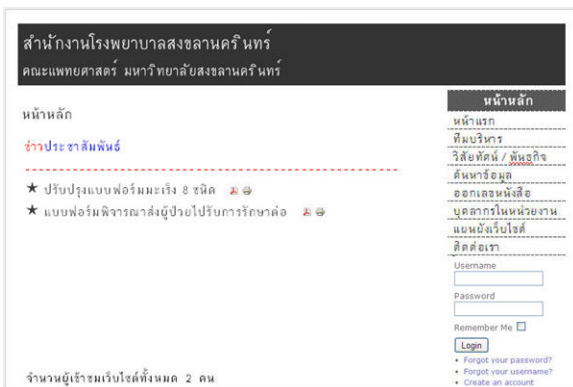 สำนักงานโรงพยาบาลสงขลานครินทร์
คณะแพทยศาสตร์ มหาวิทยาลัยสงขลานครินทร์
หน้าหลัก
ข่าวประชาสัมพันธ์
ปรับปรุงแบบฟอร์มมะเร็ง 8 ชนิด
แบบฟอร์มพิจารณาส่งผู้ป่วยไปรับการรักษาต่อ
จำนวนผู้เข้าชมเว็บไซต์ทั้งหมด 2 คน
หน้าหลัก
หน้าแรก
ทีมบริหาร
วิสัยทัศน์ / พันธกิจ
ค้นหาข้อมูล
ออกเลขหนังสือ
บุคลากรในหน่วยงาน
แผนผังเว็บไซต์
ติดต่อเรา
Username
Password
Remember Me
Login
Forgot your password?
Forgot your username?
Create an account